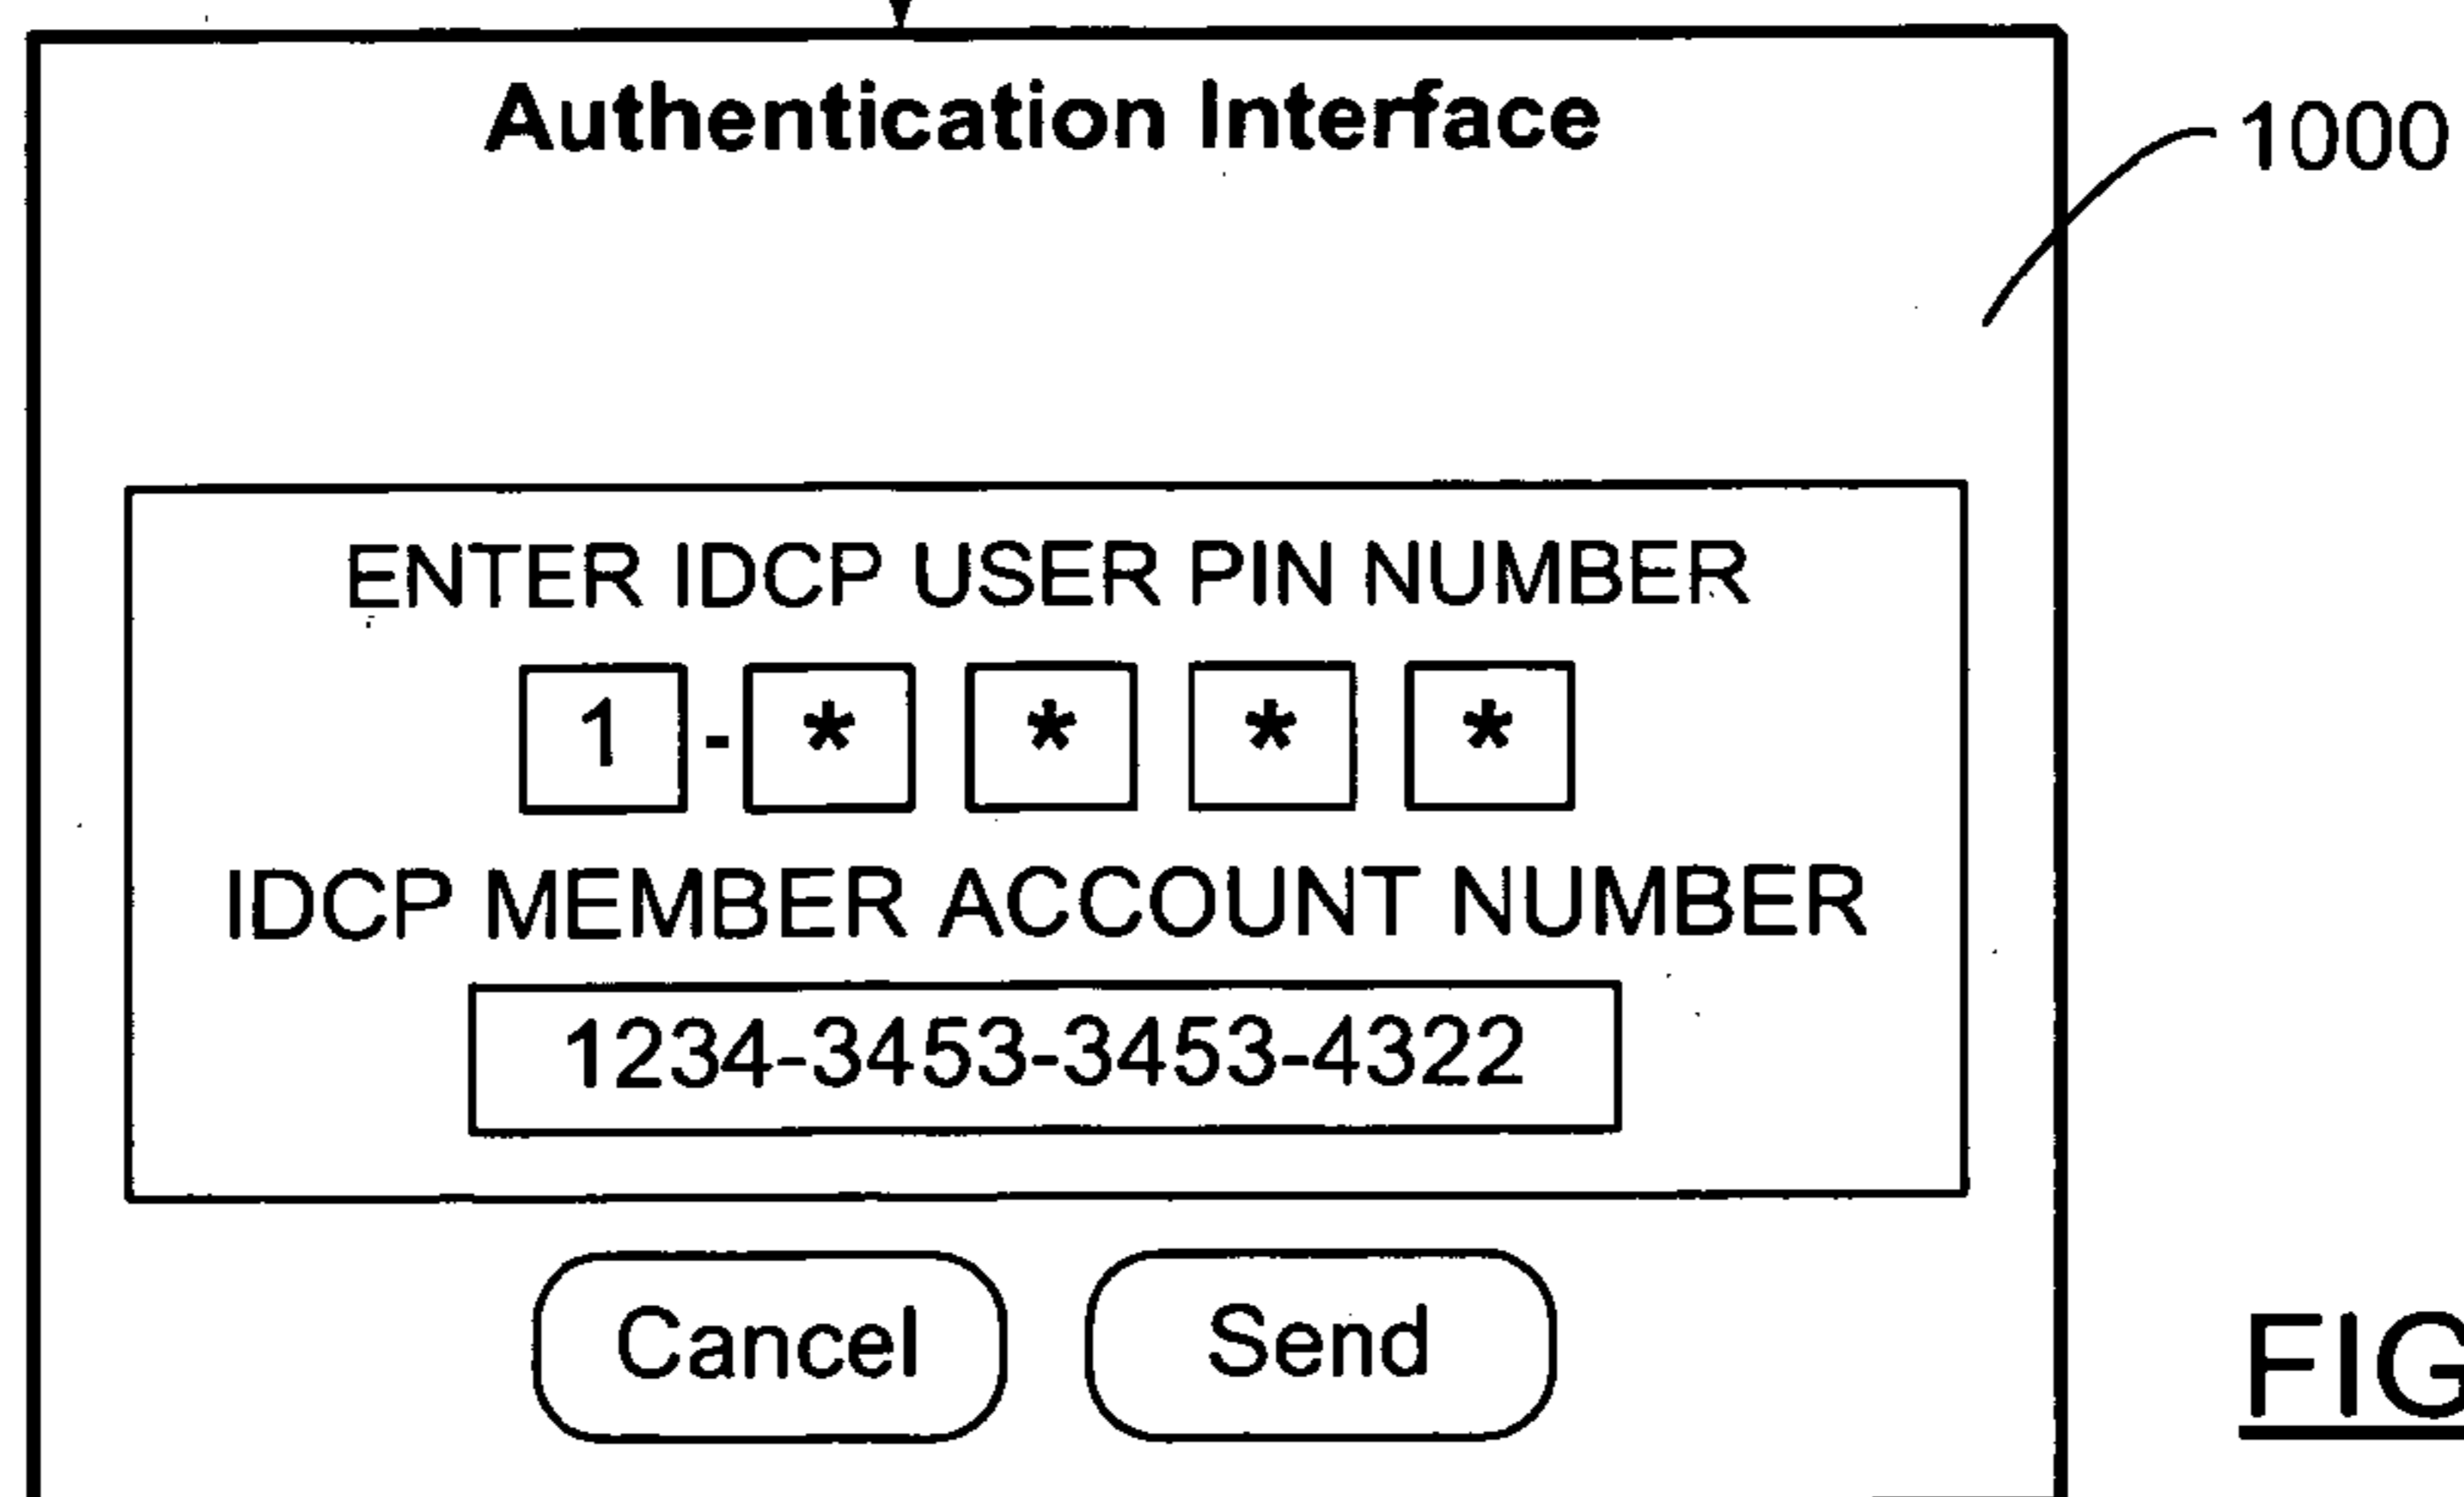 Authentication Interface
1000
ENTER IDCP USER PIN NUMBER
1 - * * * *
IDCP MEMBER ACCOUNT NUMBER
1234-3453-3453-4322
Cancel Send
FIG